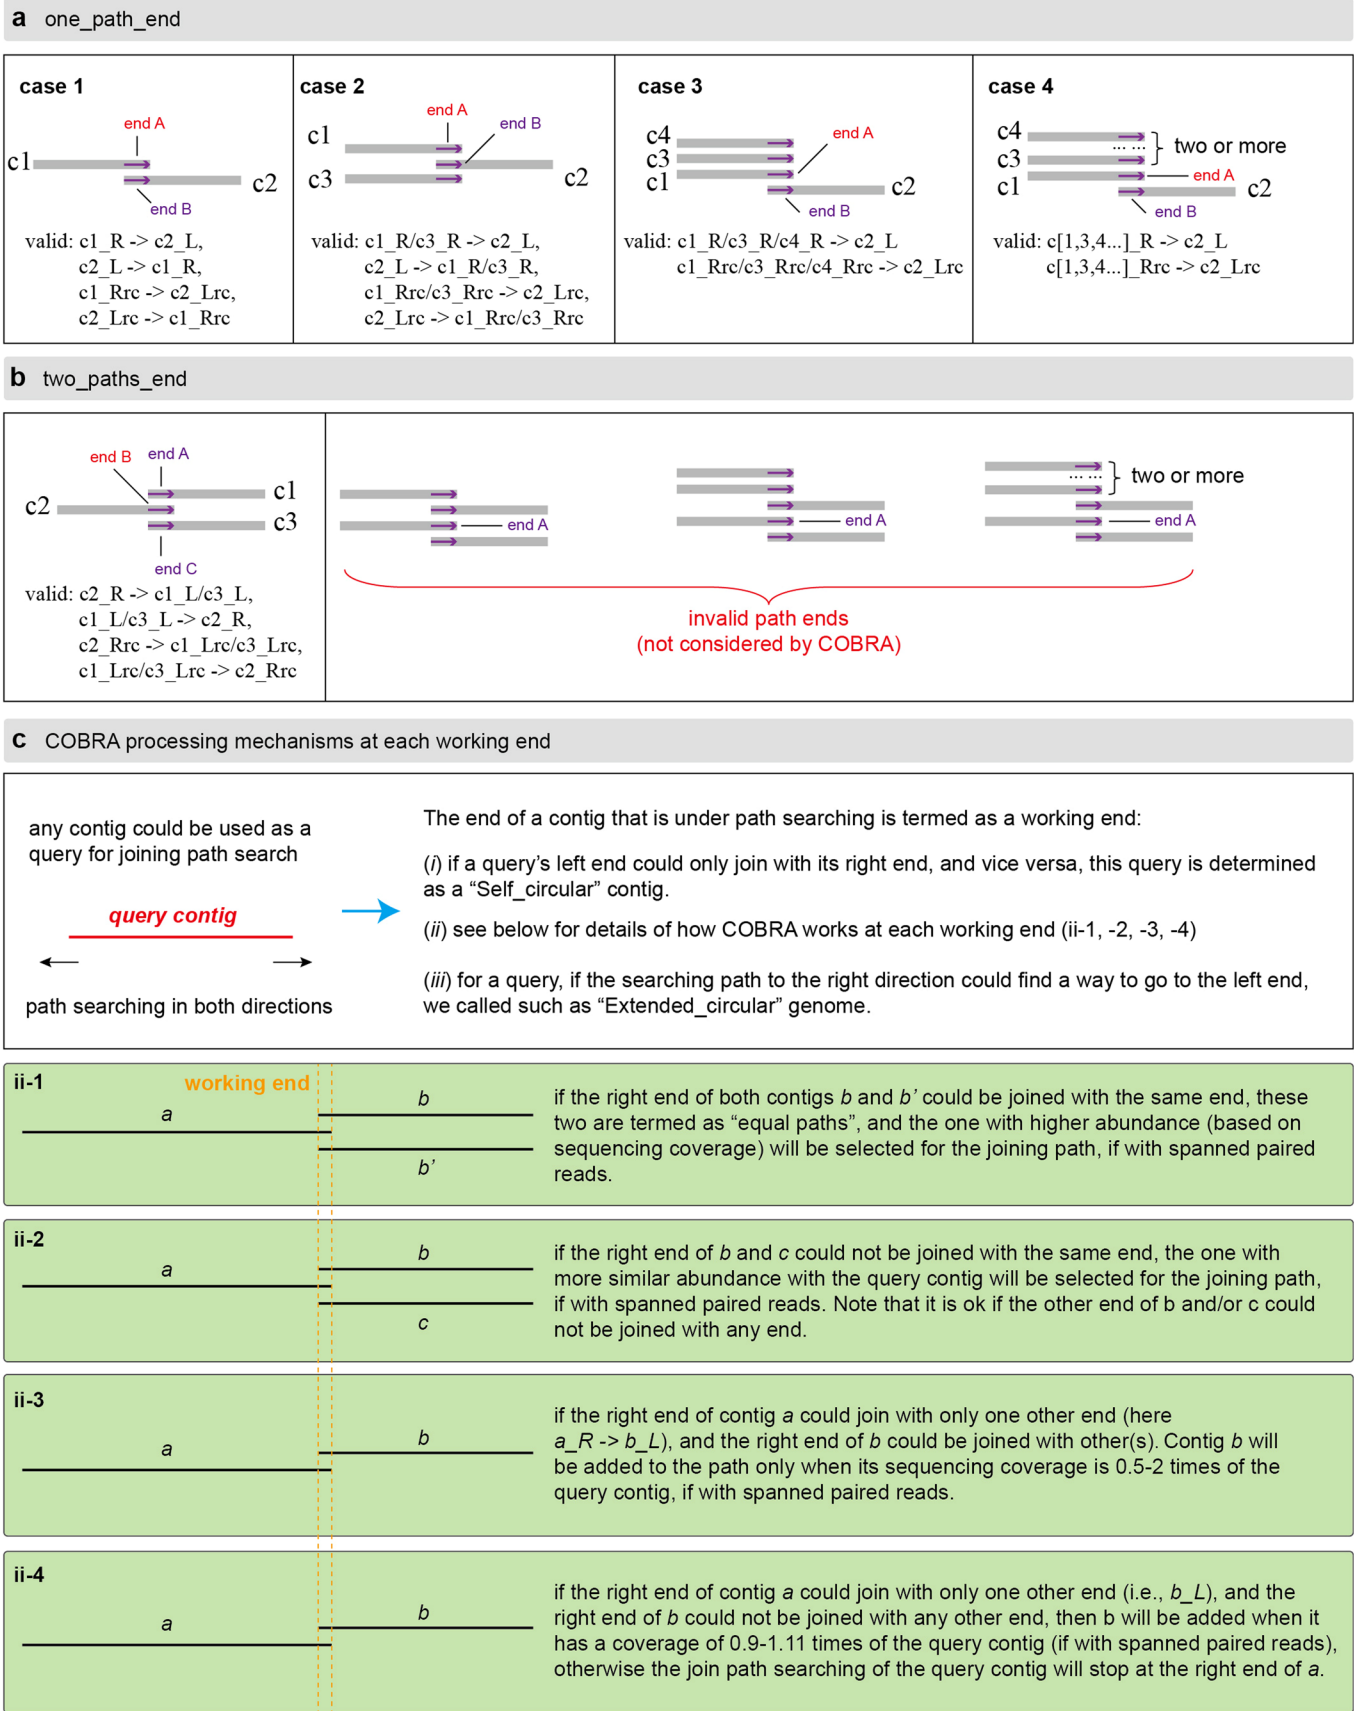 a one_path_end
case 1
end A
c1
c2
end B
valid: c1_R -> c2_L,
c2_L -> c1_R,
c1_Rrc -> c2_Lrc,
c2_Lrc -> c1_Rrc
case 2
end A
end B
c1
c3
c2
valid: c1_R/c3_R -> c2_L,
c2_L -> c1_R/c3_R,
c1_Rrc/c3_Rrc -> c2_Lrc,
c2_Lrc -> c1_Rrc/c3_Rrc
case 3
c4
end A
c3
c1
c2
end B
valid: c1_R/c3_R/c4_R -> c2_L
c1_Rrc/c3_Rrc/c4_Rrc -> c2_Lrc
case 4
c4
... ...
two or more
c3
end A
c1
c2
end B
valid: c[1,3,4...]_R -> c2_L
c[1,3,4...]_Rrc -> c2_Lrc
b two_paths_end
end B
end A
c1
c2
c3
end C
valid: c2_R -> c1_L/c3_L,
c1_L/c3_L -> c2_R,
c2_Rrc -> c1_Lrc/c3_Lrc,
c1_Lrc/c3_Lrc -> c2_Rrc
end A
end A
... ...
two or more
end A
invalid path ends
(not considered by COBRA)
c COBRA processing mechanisms at each working end
any contig could be used as a
query for joining path search
query contig
path searching in both directions
The end of a contig that is under path searching is termed as a working end:
(i) if a query’s left end could only join with its right end, and vice versa, this query is determined
as a “Self_circular” contig.
(ii) see below for details of how COBRA works at each working end (ii-1, -2, -3, -4)
(iii) for a query, if the searching path to the right direction could find a way to go to the left end,
we called such as “Extended_circular” genome.
ii-1
working end
a
b
b’
if the right end of both contigs b and b’ could be joined with the same end, these
two are termed as “equal paths”, and the one with higher abundance (based on
sequencing coverage) will be selected for the joining path, if with spanned paired
reads.
ii-2
a
b
c
if the right end of b and c could not be joined with the same end, the one with
more similar abundance with the query contig will be selected for the joining path,
if with spanned paired reads. Note that it is ok if the other end of b and/or c could
not be joined with any end.
ii-3
a
b
if the right end of contig a could join with only one other end (here
a_R -> b_L), and the right end of b could be joined with other(s). Contig b will
be added to the path only when its sequencing coverage is 0.5-2 times of the
query contig, if with spanned paired reads.
ii-4
a
b
if the right end of contig a could join with only one other end (i.e., b_L), and the
right end of b could not be joined with any other end, then b will be added when it
has a coverage of 0.9-1.11 times of the query contig (if with spanned paired reads),
otherwise the join path searching of the query contig will stop at the right end of a.